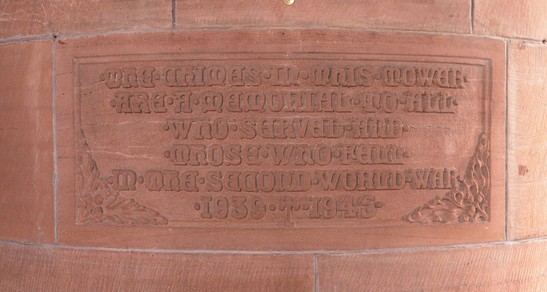 ·THE·CHIMES·IN·THIS·TOWER·
·ARE·A·MEMORIAL·TO·ALL·
·WHO·SERVED·AND·
·THOSE·WHO·FELL·
IN·THE·SECOND·WORLD·WAR
·1939·†·1945·